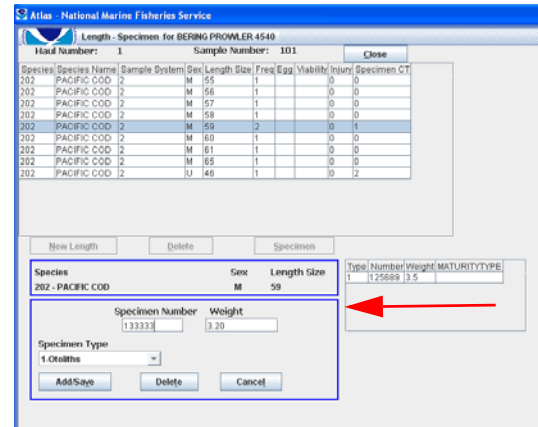 Atlas - National Marine Fisheries Service
Length - Specimen for BERING PROWLER 4540
Haul Number: 1 Sample Number: 101 Close
Species Species Name Sample System Sex Length Size Freq Egg Viability Injury Specimen CT
202 PACIFIC COD 2 M 55 1 0 0
202 PACIFIC COD 2 M 56 1 0 0
202 PACIFIC COD 2 M 57 1 0 0
202 PACIFIC COD 2 M 58 1 0 0
202 PACIFIC COD 2 M 59 2 0 1
202 PACIFIC COD 2 M 60 1 0 0
202 PACIFIC COD 2 M 61 1 0 0
202 PACIFIC COD 2 M 65 1 0 0
202 PACIFIC COD 2 U 46 1 0 2
New Length Delete Specimen
Species Sex Length Size
202 - PACIFIC COD M 59
Type Number Weight MATURITYTYPE
1 125689 3.5
Specimen Number Weight
133333 3.20
Specimen Type
1-Otoliths
Add/Save Delete Cancel